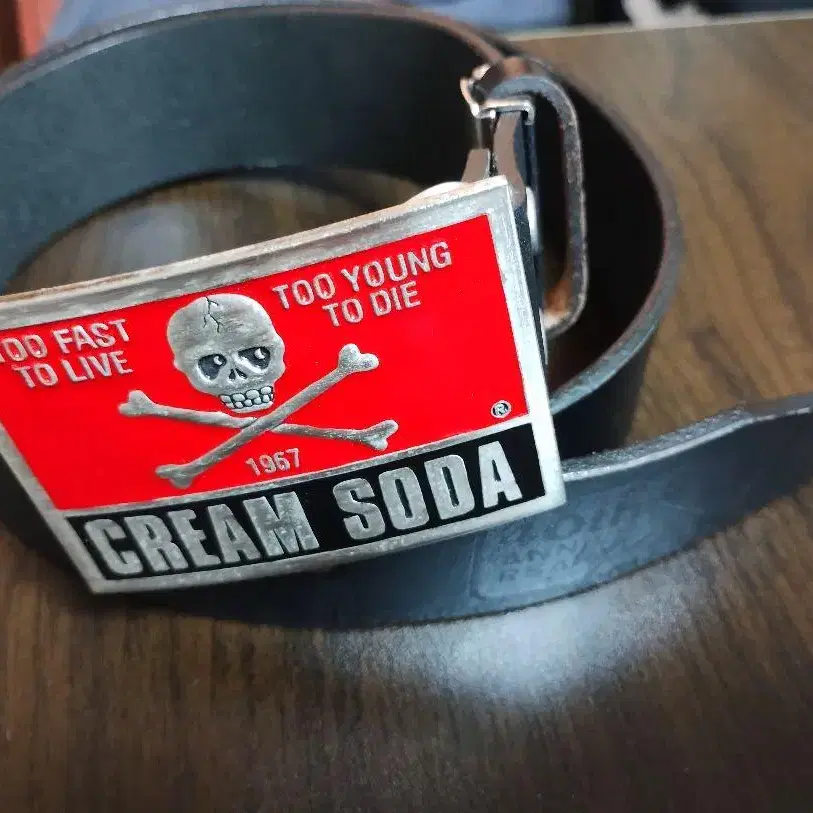 TOO FAST
TO LIVE
TOO YOUNG
TO DIE
®
1967
CREAM SODA